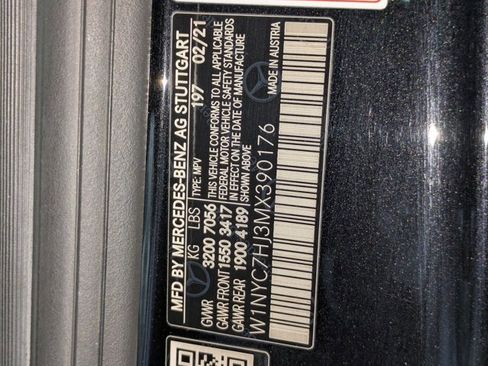 MFD BY MERCEDES-BENZ AG STUTTGART
KG LBS TYPE: MPV 197 02/21
GVWR 3200 7056
GAWR FRONT 1550 3417
GAWR REAR 1900 4189
THIS VEHICLE CONFORMS TO ALL APPLICABLE
FEDERAL MOTOR VEHICLE SAFETY STANDARDS
IN EFFECT ON THE DATE OF MANUFACTURE
SHOWN ABOVE
W1NYC7HJ3MX390176
MADE IN AUSTRIA